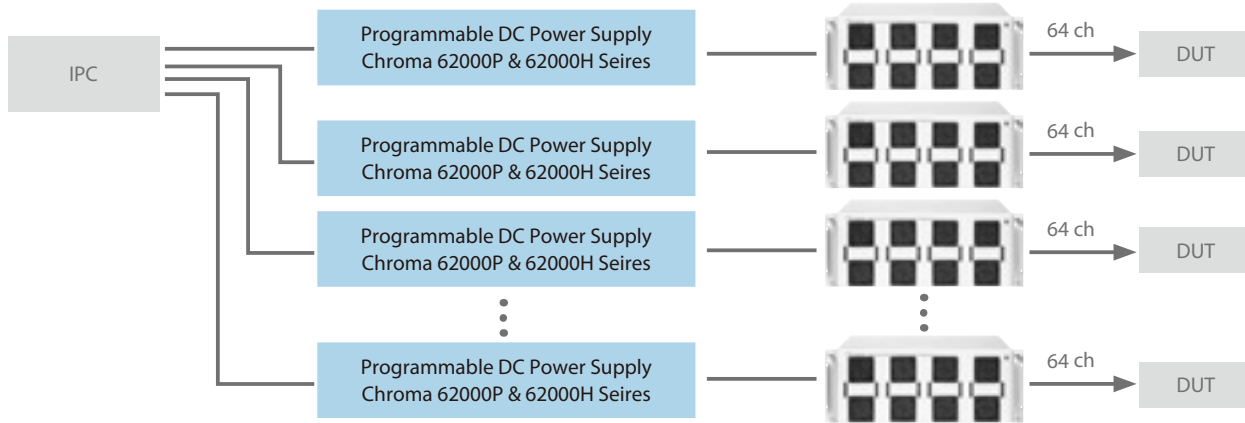 IPC
Programmable DC Power Supply
Chroma 62000P & 62000H Seires
64 ch
DUT
Programmable DC Power Supply
Chroma 62000P & 62000H Seires
64 ch
DUT
Programmable DC Power Supply
Chroma 62000P & 62000H Seires
64 ch
DUT
Programmable DC Power Supply
Chroma 62000P & 62000H Seires
64 ch
DUT